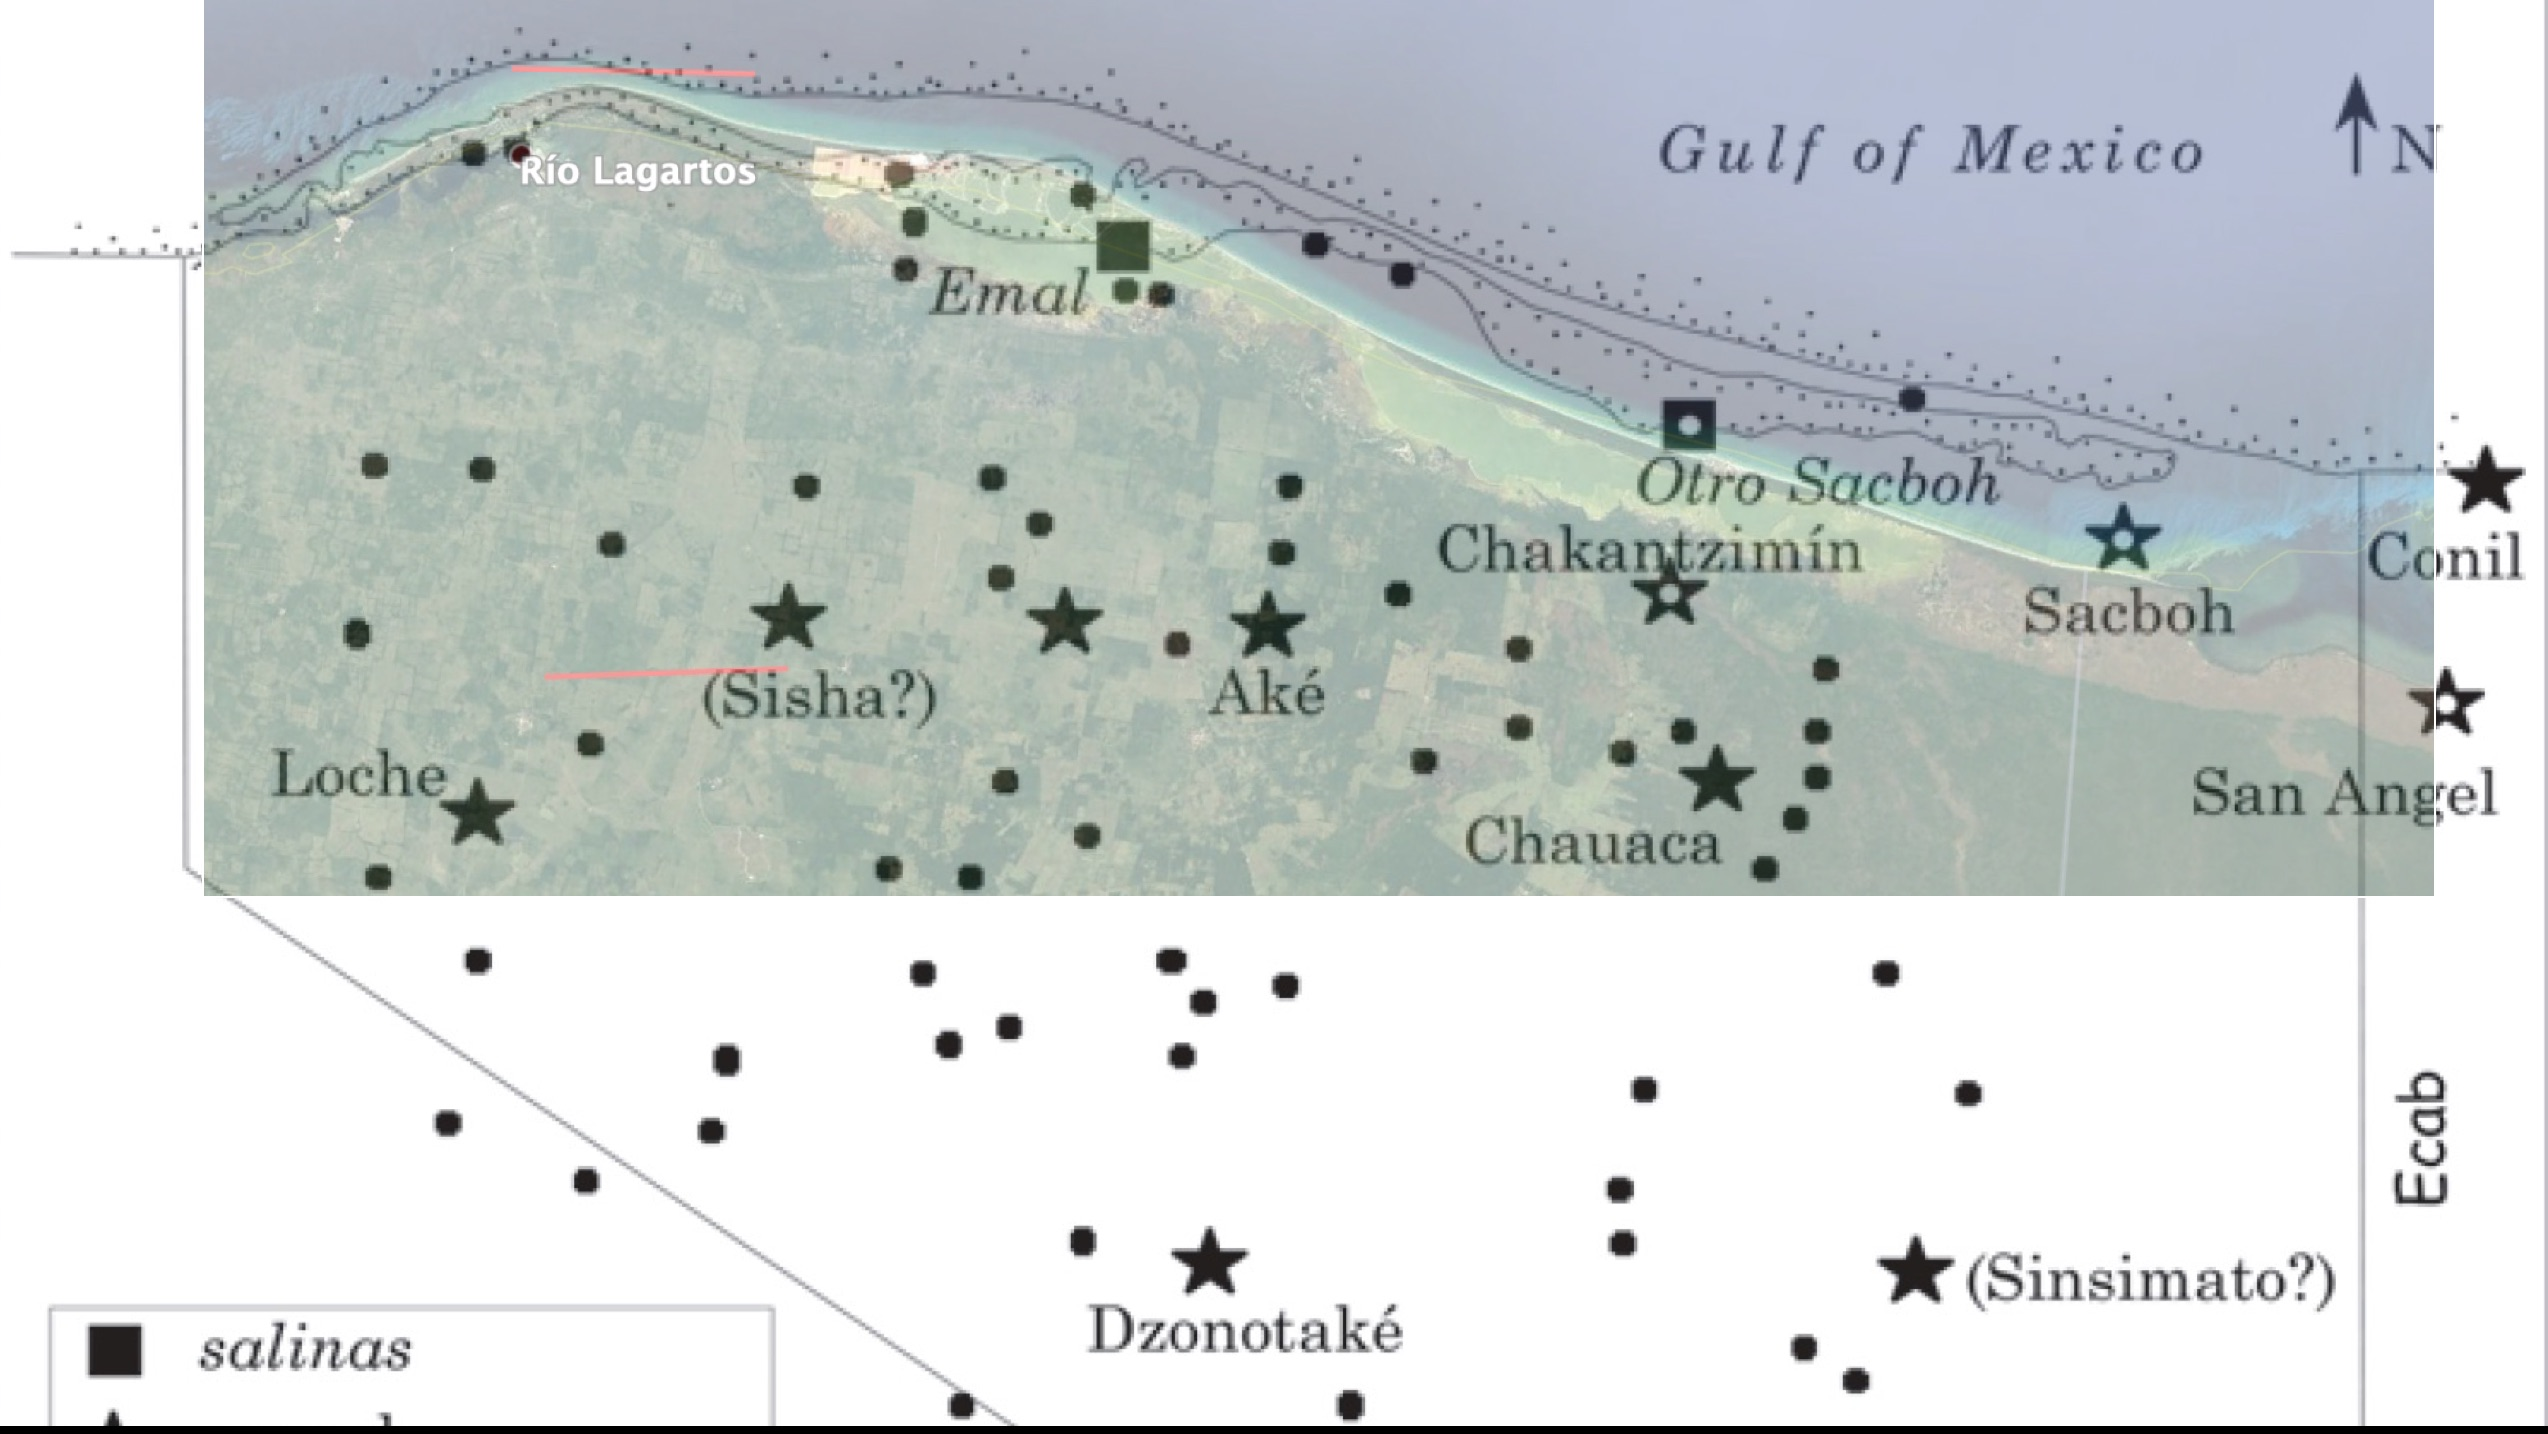 Gulf of Mexico
N
Río Lagartos
Emal
Otro Sacboh
Chakantzimín
Conil
Sacboh
(Sisha?)
Aké
Loche
San Angel
Chauaca
Ecab
(Sinsimato?)
Dzonotaké
salinas